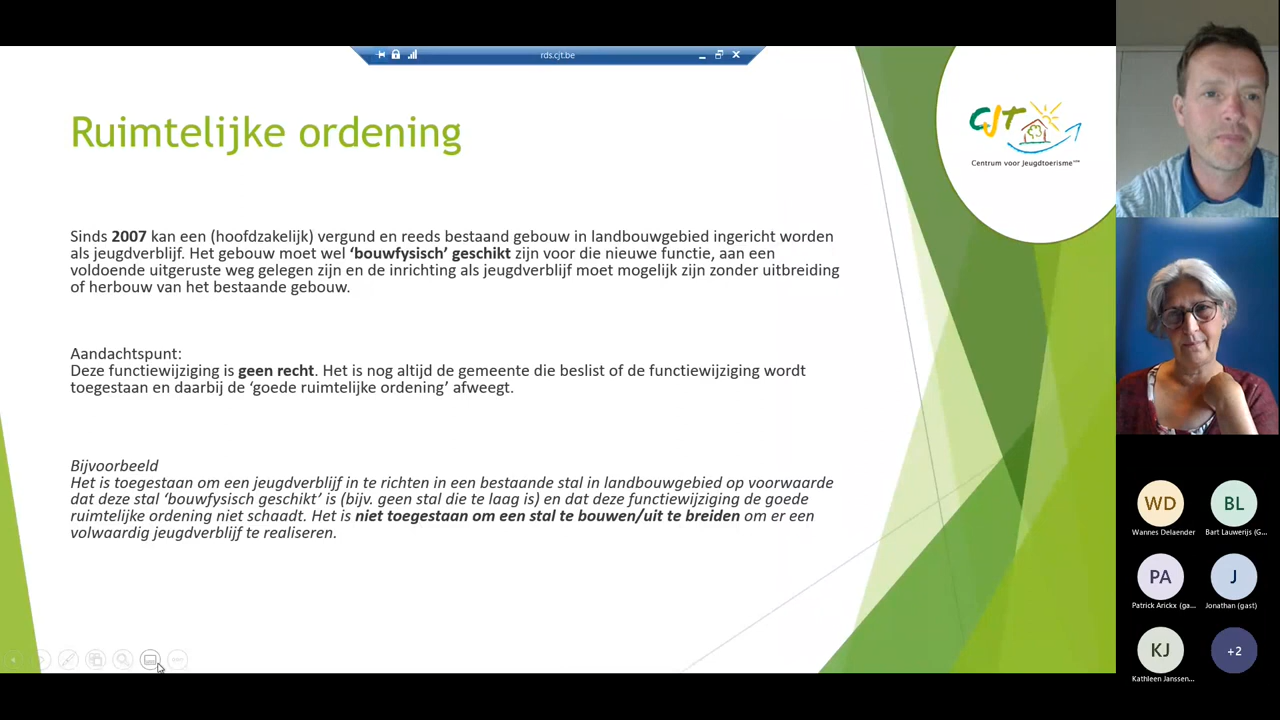 rds.cjt.be
Ruimtelijke ordening
CJT
Centrum voor Jeugdtoerisme vzw
Sinds 2007 kan een (hoofdzakelijk) vergund en reeds bestaand gebouw in landbouwgebied ingericht worden
als jeugdverblijf. Het gebouw moet wel ‘bouwfysisch’ geschikt zijn voor die nieuwe functie, aan een
voldoende uitgeruste weg gelegen zijn en de inrichting als jeugdverblijf moet mogelijk zijn zonder uitbreiding
of herbouw van het bestaande gebouw.
Aandachtspunt:
Deze functiewijziging is geen recht. Het is nog altijd de gemeente die beslist of de functiewijziging wordt
toegestaan en daarbij de ‘goede ruimtelijke ordening’ afweegt.
Bijvoorbeeld
Het is toegestaan om een jeugdverblijf in te richten in een bestaande stal in landbouwgebied op voorwaarde
dat deze stal ‘bouwfysisch geschikt’ is (bijv. geen stal die te laag is) en dat deze functiewijziging de goede
ruimtelijke ordening niet schaadt. Het is niet toegestaan om een stal te bouwen/uit te breiden om er een
volwaardig jeugdverblijf te realiseren.
WD
BL
Wannes Delaender
Bart Lauwerijs (G...
PA
J
Patrick Arickx (ga...
Jonathan (gast)
KJ
+2
Kathleen Janssen...